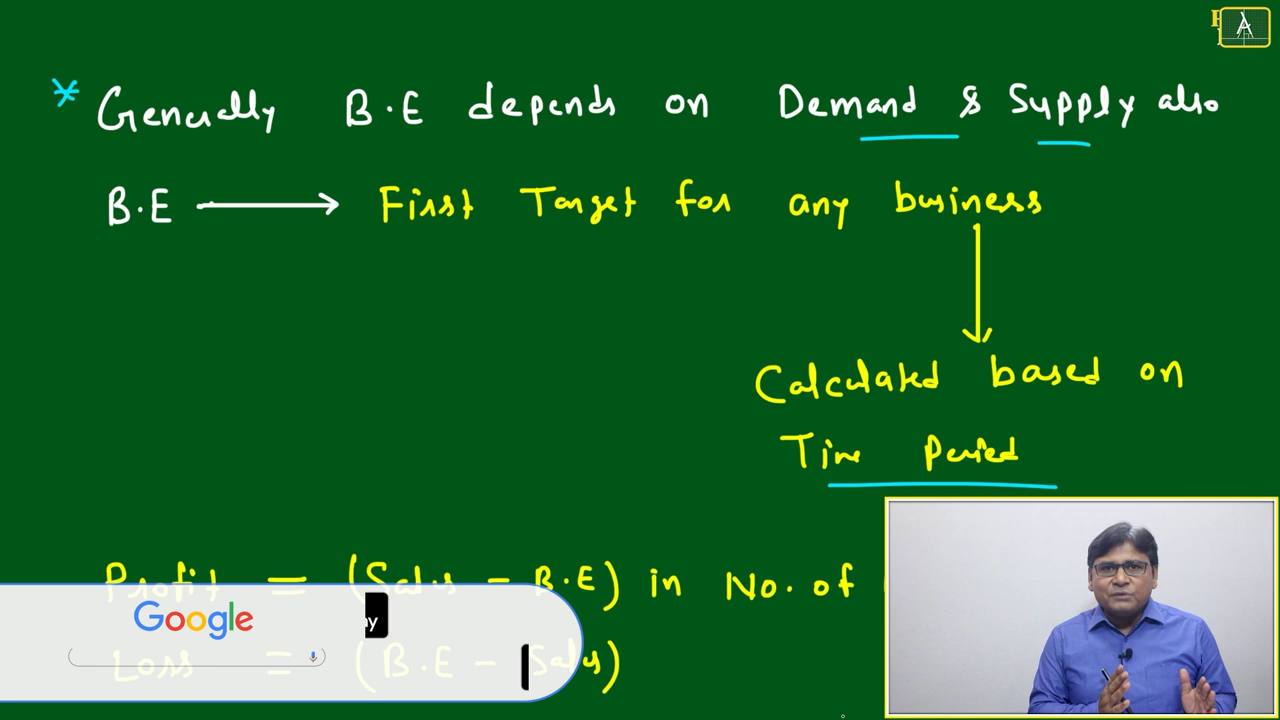 * Generally B.E depends on Demand & Supply also
B.E → First Target for any business
Calculated based on
Time Period
Profit = (Sales - B.E) in No. of
Loss = (B.E - Sales)
Google
ay